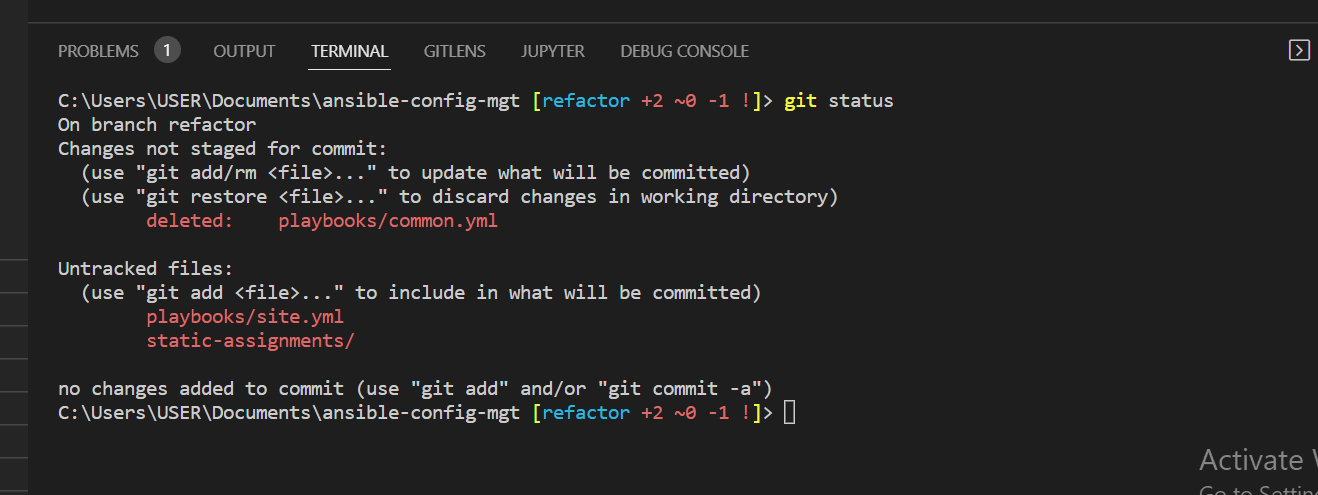 PROBLEMS 1 OUTPUT TERMINAL GITLENS JUPYTER DEBUG CONSOLE
C:\Users\USER\Documents\ansible-config-mgt [refactor +2 ~0 -1 !]> git status
On branch refactor
Changes not staged for commit:
  (use "git add/rm <file>..." to update what will be committed)
  (use "git restore <file>..." to discard changes in working directory)
        deleted:    playbooks/common.yml

Untracked files:
  (use "git add <file>..." to include in what will be committed)
        playbooks/site.yml
        static-assignments/

no changes added to commit (use "git add" and/or "git commit -a")
C:\Users\USER\Documents\ansible-config-mgt [refactor +2 ~0 -1 !]>
Activate
Go to